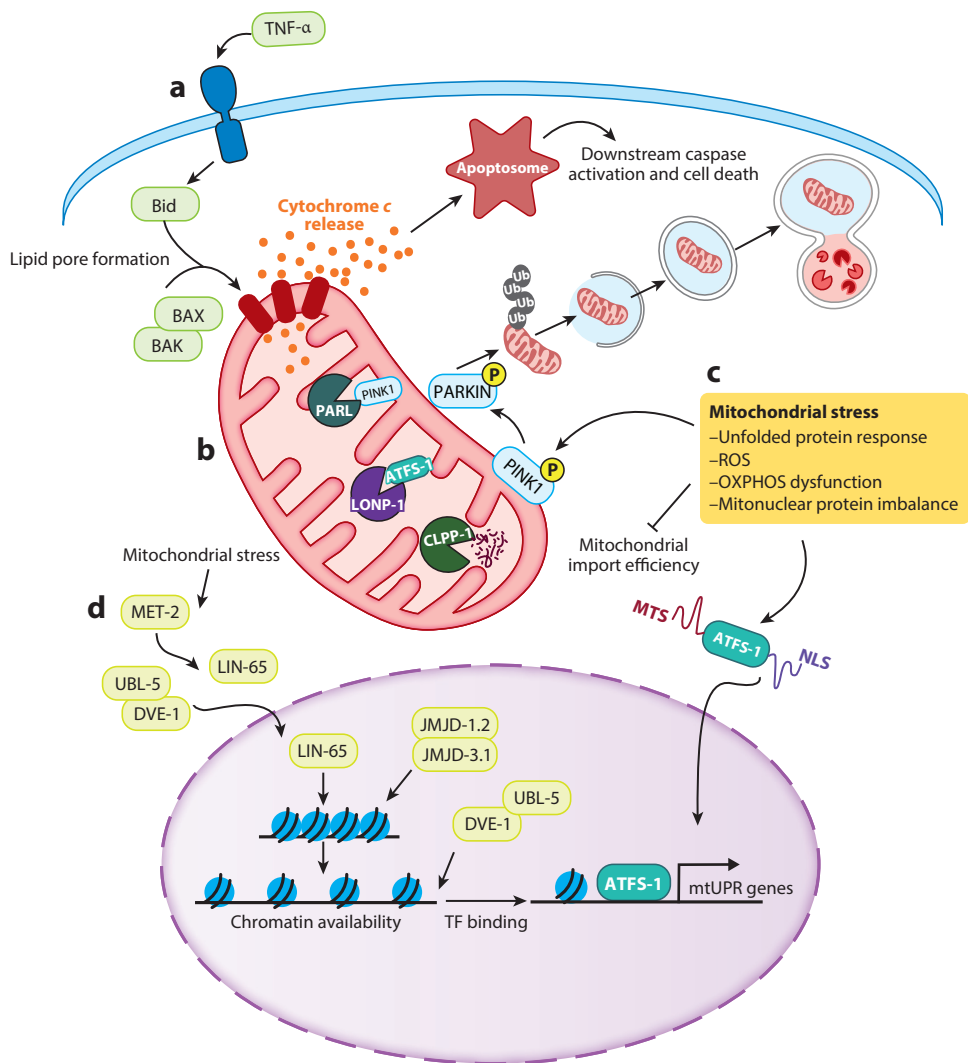 TNF-α
a
Bid
Lipid pore formation
BAX
BAK
Cytochrome c
release
Apoptosome
Downstream caspase
activation and cell death
Ub
Ub
Ub
Ub
b
PARL
PINK1
LONP-1
ATFS-1
CLPP-1
PARKIN
P
PINK1
P
c
Mitochondrial stress
–Unfolded protein response
–ROS
–OXPHOS dysfunction
–Mitonuclear protein imbalance
Mitochondrial
import efficiency
MTS
ATFS-1
NLS
Mitochondrial stress
d
MET-2
LIN-65
UBL-5
DVE-1
LIN-65
JMJD-1.2
JMJD-3.1
UBL-5
DVE-1
Chromatin availability
TF binding
ATFS-1
mtUPR genes